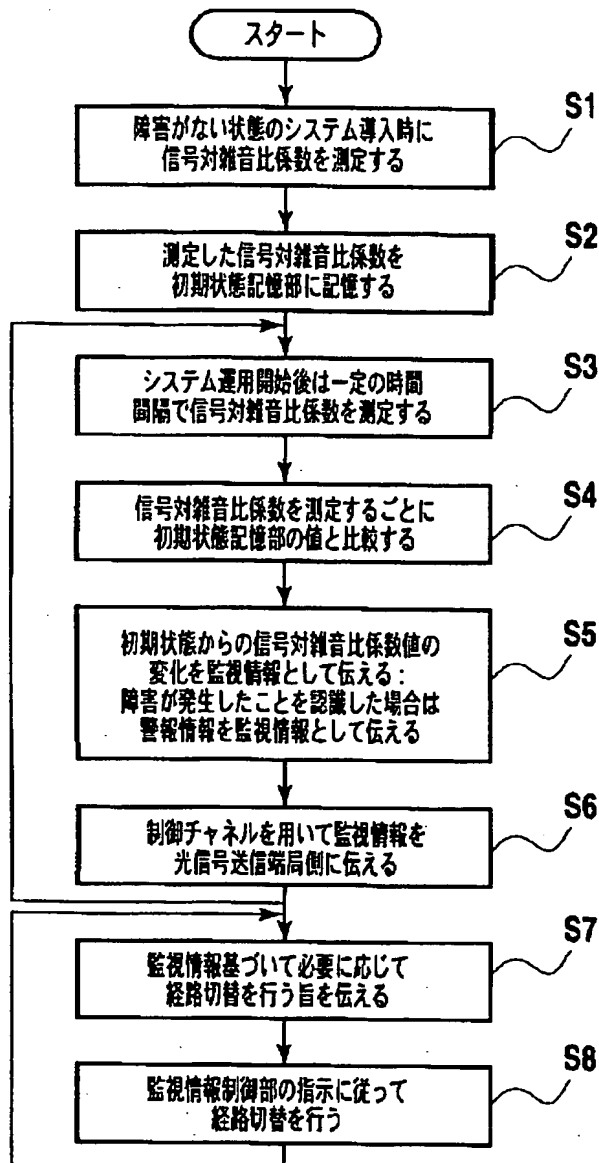 スタート
S1
障害がない状態のシステム導入時に
信号対雑音比係数を測定する
S2
測定した信号対雑音比係数を
初期状態記憶部に記憶する
S3
システム運用開始後は一定の時間
間隔で信号対雑音比係数を測定する
S4
信号対雑音比係数を測定するごとに
初期状態記憶部の値と比較する
S5
初期状態からの信号対雑音比係数値の
変化を監視情報として伝える:
障害が発生したことを認識した場合は
警報情報を監視情報として伝える
S6
制御チャネルを用いて監視情報を
光信号送信端局側に伝える
S7
監視情報基づいて必要に応じて
経路切替を行う旨を伝える
S8
監視情報制御部の指示に従って
経路切替を行う